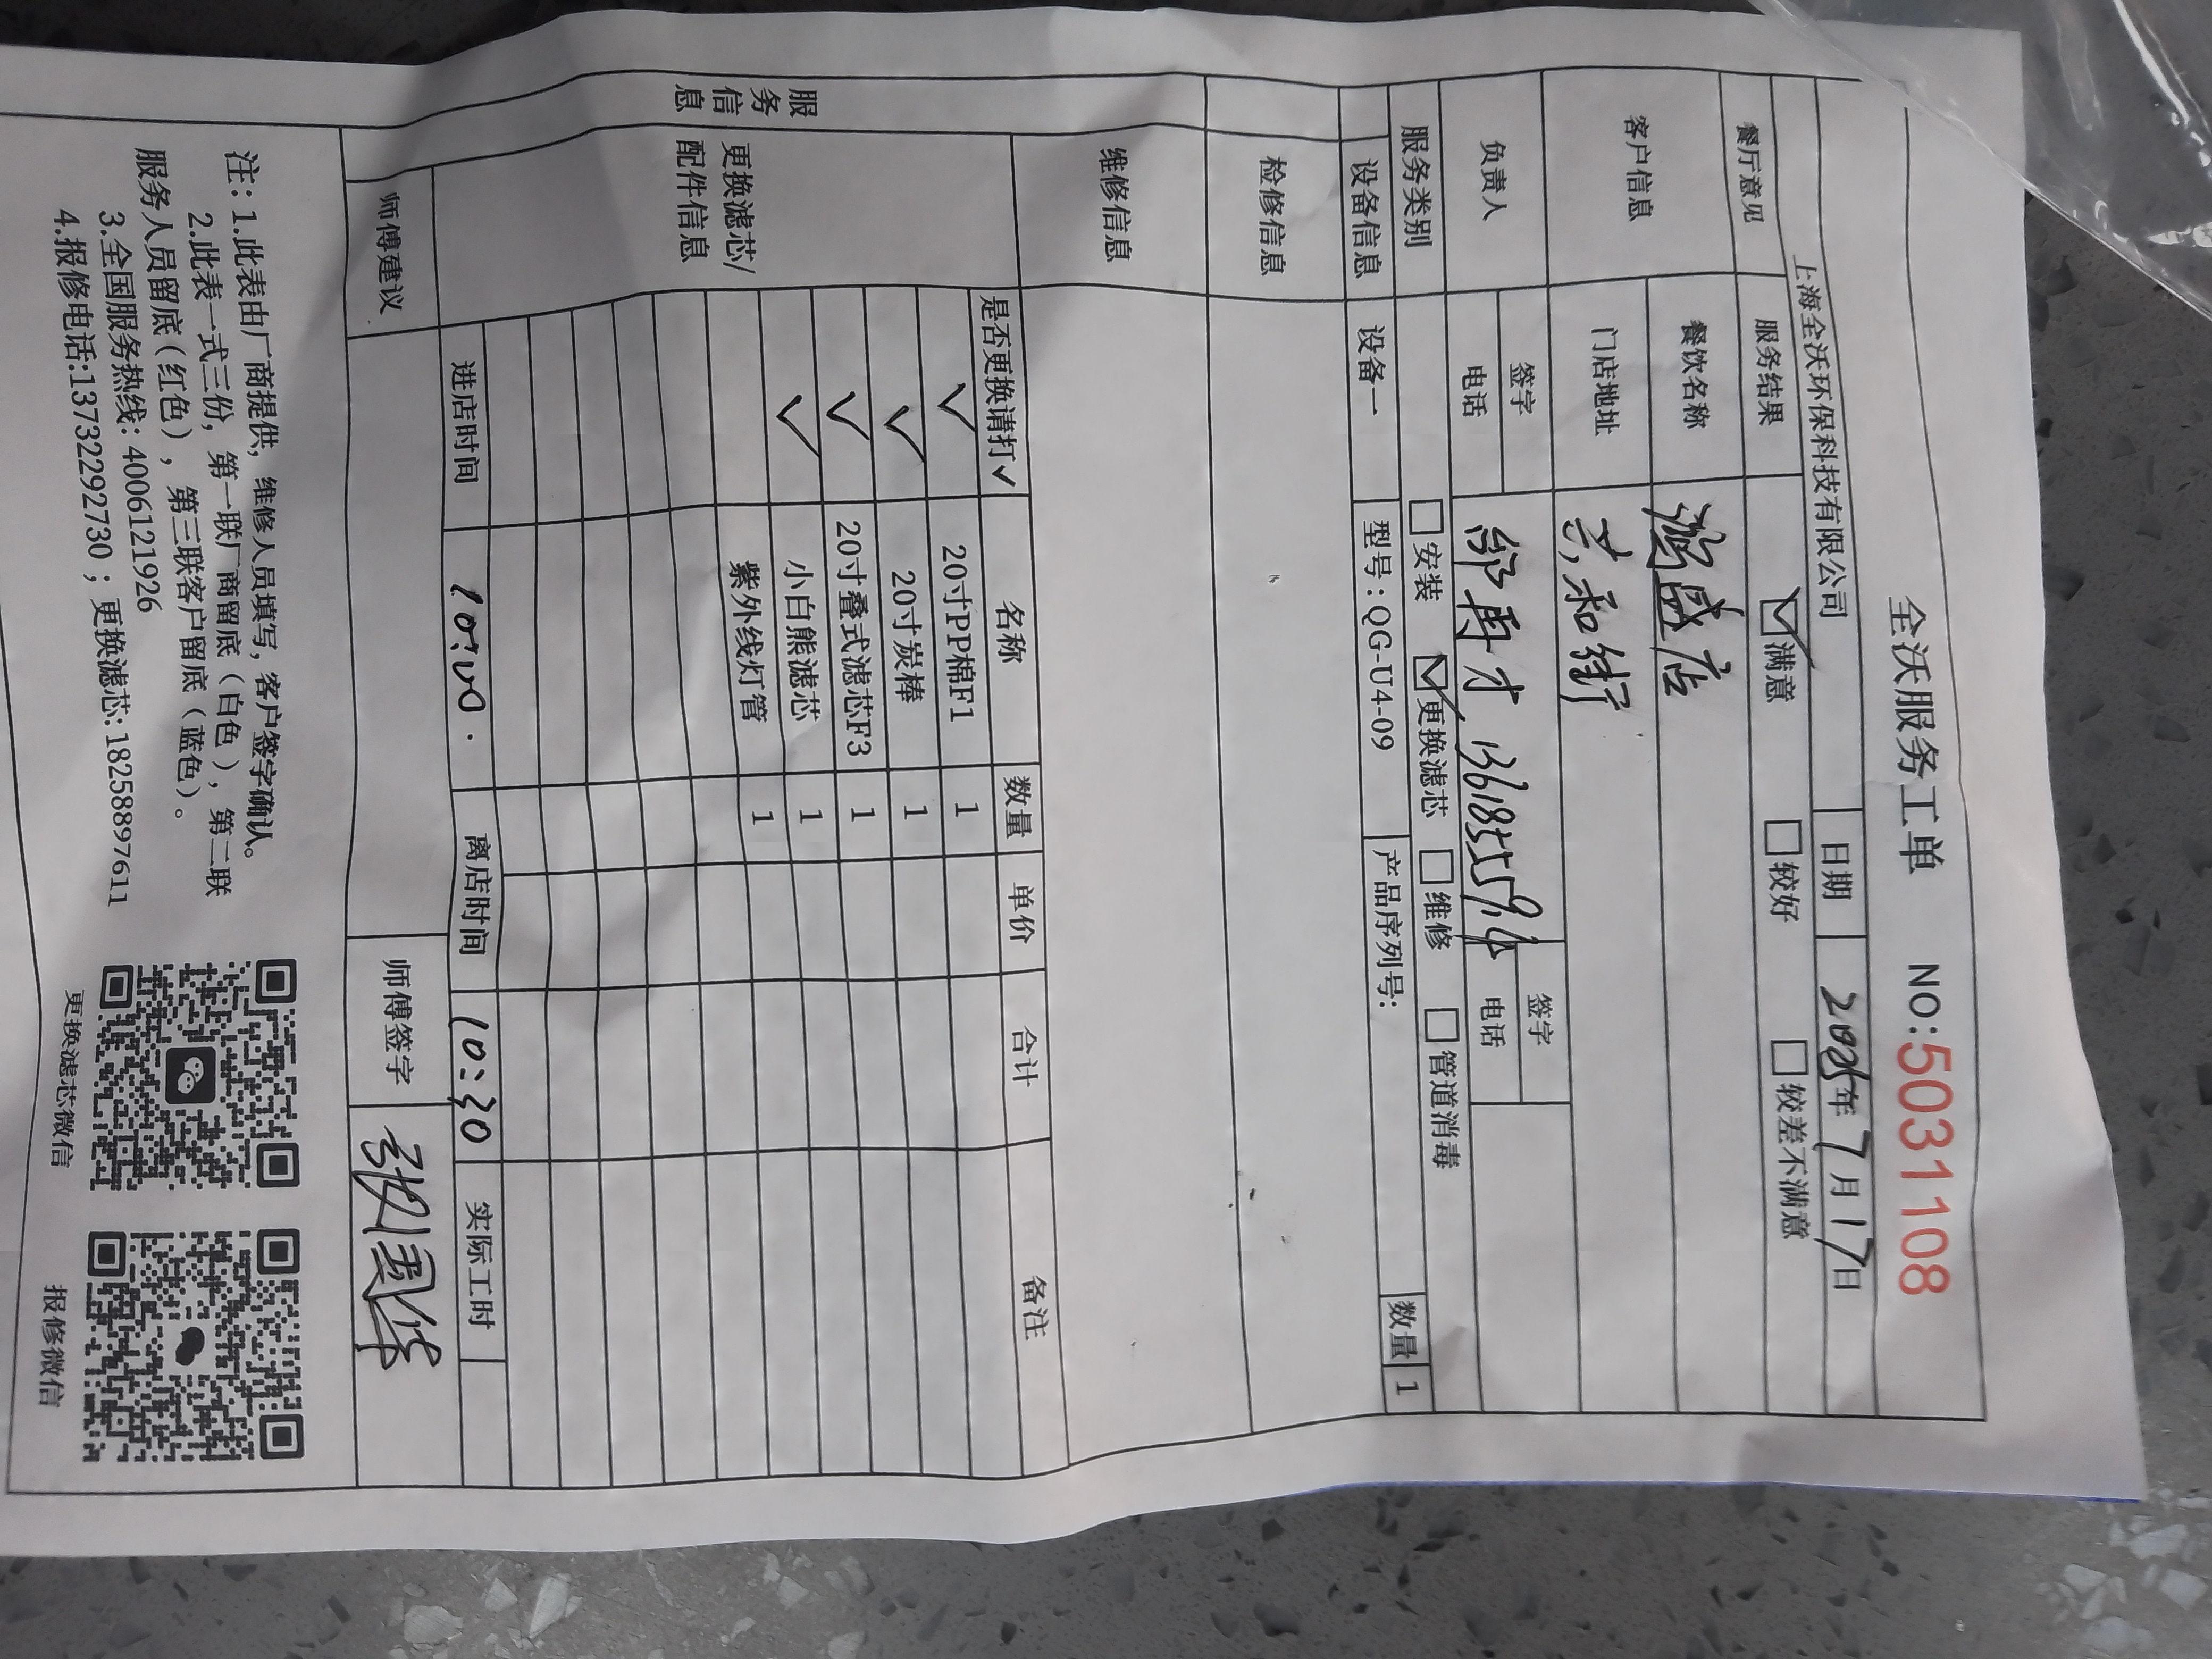 全沃服务工单 NO:5031108
上海全沃环保科技有限公司 日期 2025年7月17日
餐厅意见 服务结果 ☑满意 □较好 □较差不满意
客户信息 餐饮名称 盛店
门店地址 共和街
负责人 签字 签字
电话 电话
服务类别 □安装 ☑更换滤芯 □维修 □管道消毒
设备信息 设备一 型号:QG-U4-09 产品序列号: 数量 1
检修信息
维修信息
服务信息
更换滤芯/配件信息
是否更换请打✓ 名称 数量 单价 合计 备注
✓ 20寸PP棉F1 1
✓ 20寸炭棒 1
✓ 20寸叠式滤芯F3 1
✓ 小白熊滤芯 1
紫外线灯管 1
进店时间 10:00 离店时间 10:30 实际工时
师傅建议 师傅签字 张国华
注:1.此表由厂商提供,维修人员填写,客户签字确认。
2.此表一式三份,第一联厂商留底(白色),第二联
服务人员留底(红色),第三联客户留底(蓝色)。
3.全国服务热线:4006121926
4.报修电话:13732292730;更换滤芯:18258897611
更换滤芯微信 报修微信